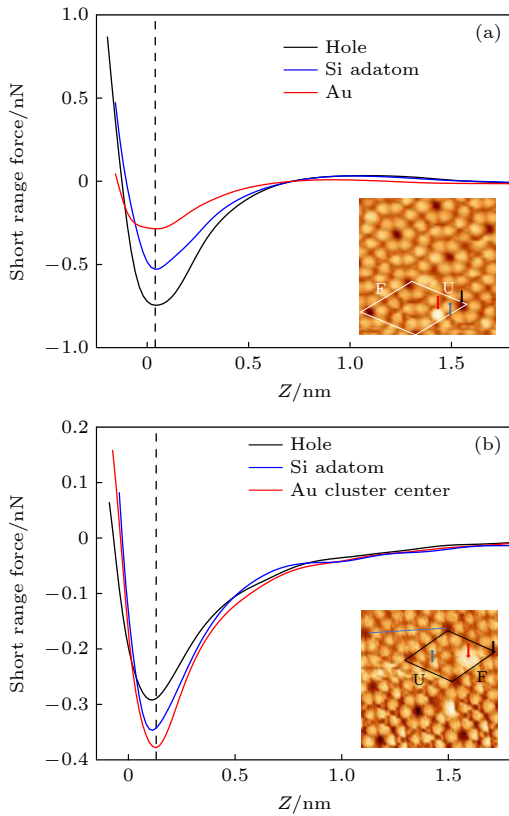 (a)
Hole
Si adatom
Au
1.0
0.5
0
−0.5
−1.0
Short range force/nN
F
U
0
0.5
1.0
1.5
Z/nm
(b)
Hole
Si adatom
Au cluster center
0.2
0.1
0
−0.1
−0.2
−0.3
−0.4
Short range force/nN
U
F
0
0.5
1.0
1.5
Z/nm